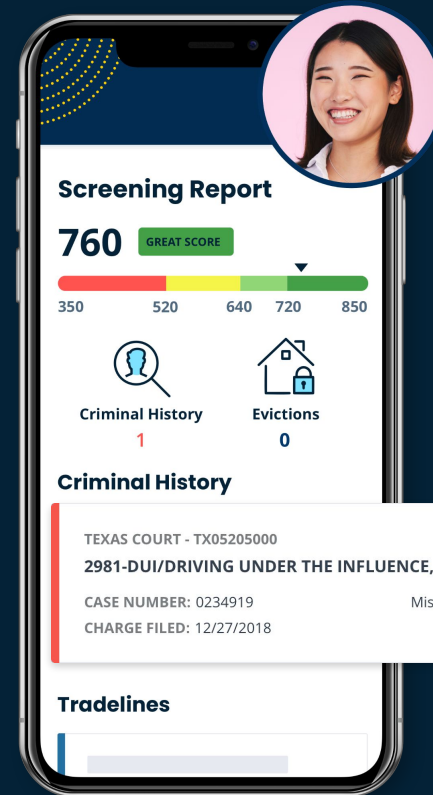 Screening Report
760 GREAT SCORE
350 520 640 720 850
Criminal History Evictions
1 0
Criminal History
TEXAS COURT - TX05205000
2981-DUI/DRIVING UNDER THE INFLUENCE,
CASE NUMBER: 0234919 Mis
CHARGE FILED: 12/27/2018
Tradelines